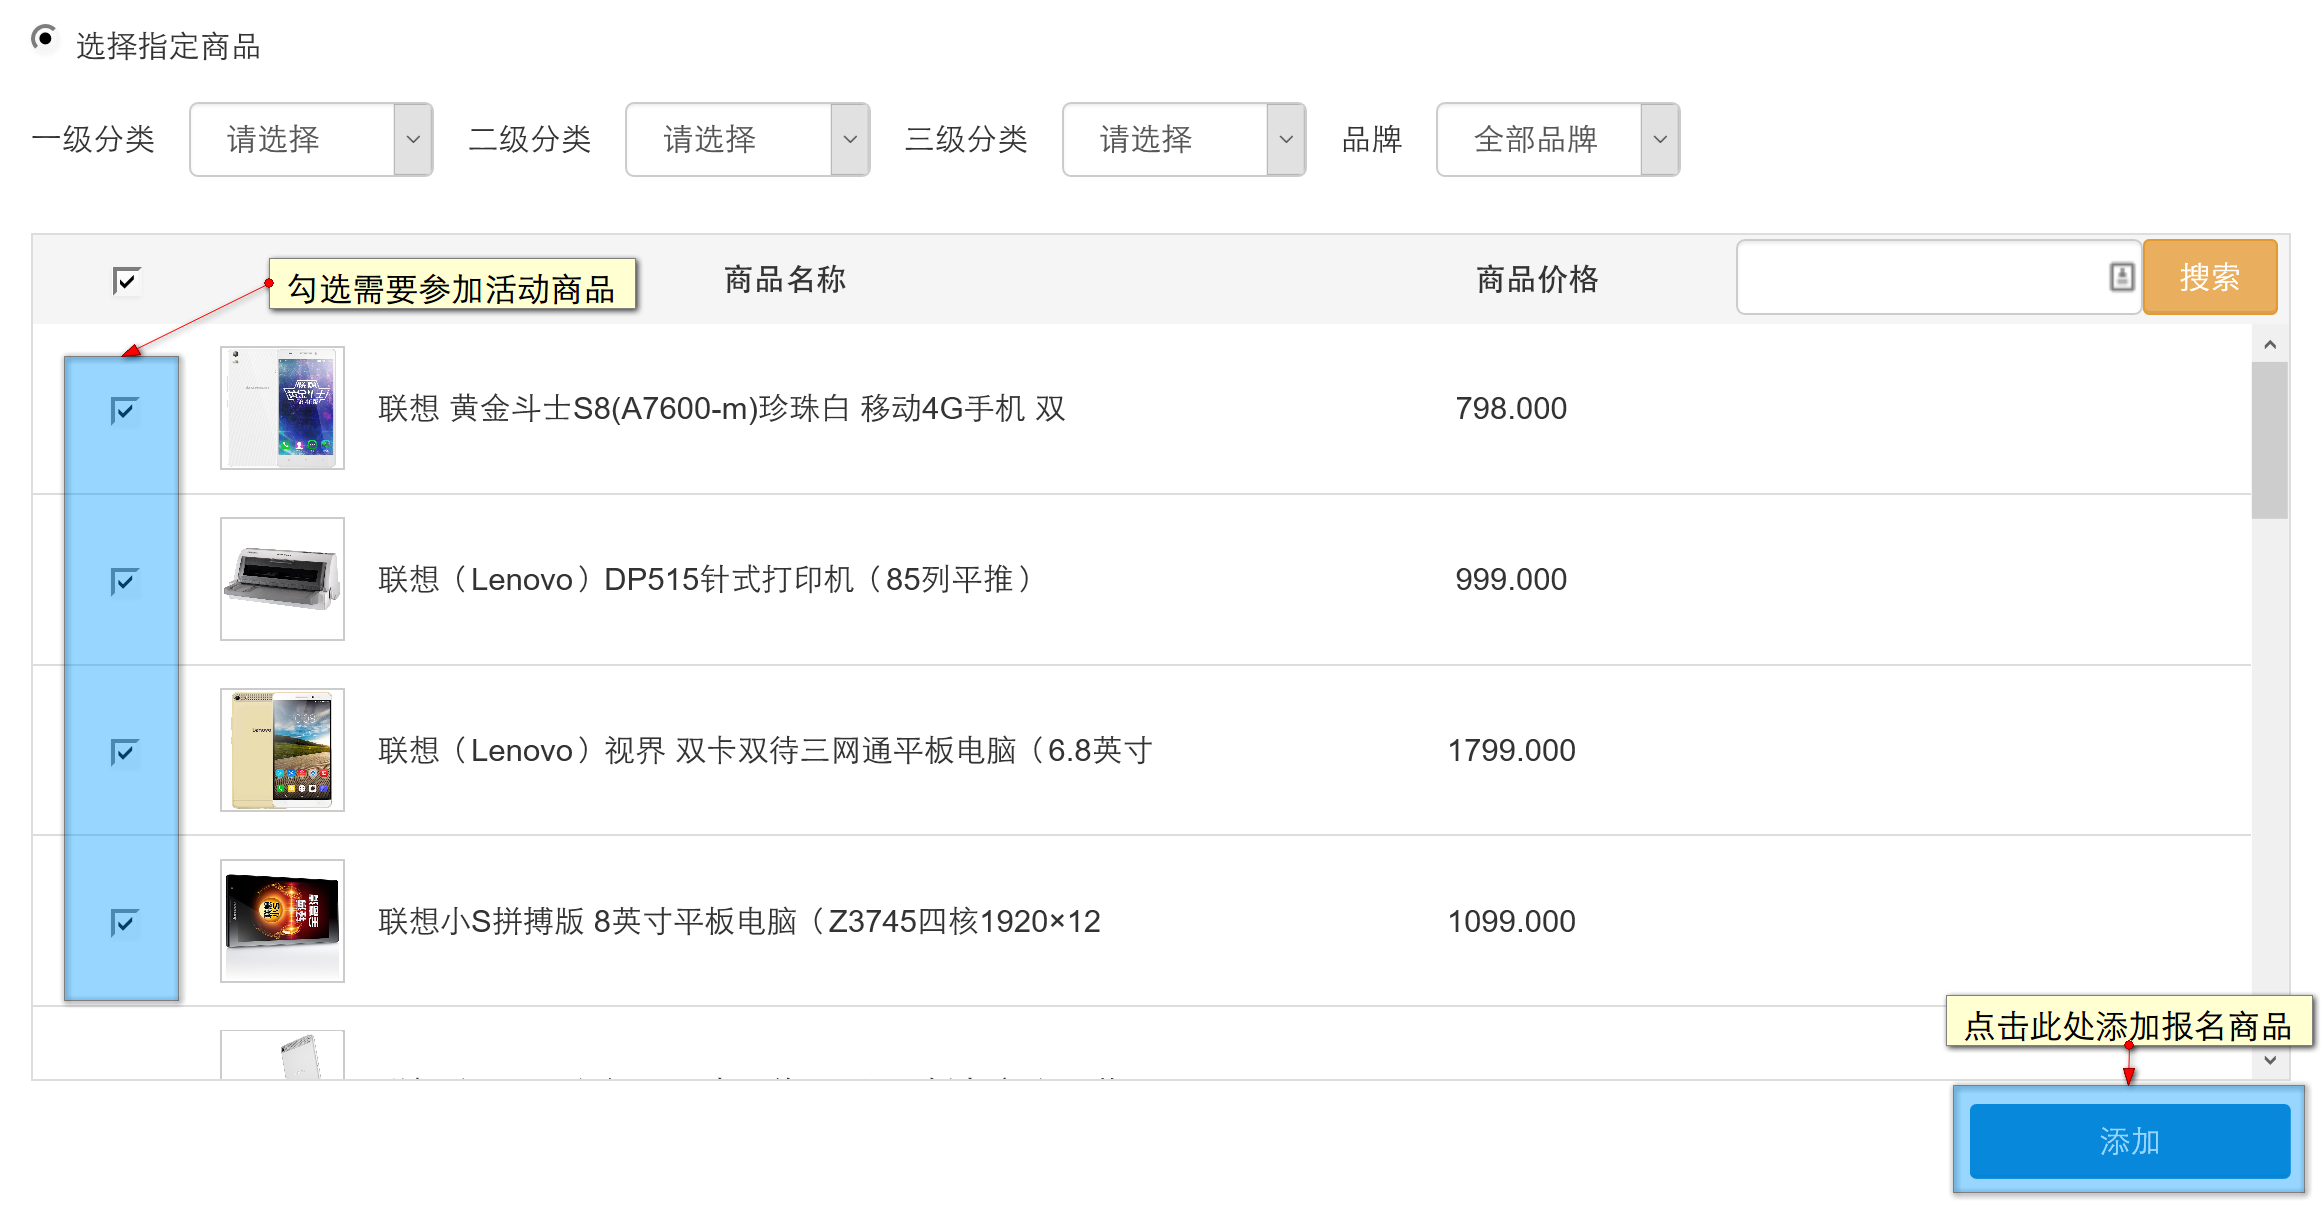 选择指定商品
一级分类 请选择 二级分类 请选择 三级分类 请选择 品牌 全部品牌
勾选需要参加活动商品 商品名称 商品价格 搜索
联想 黄金斗士S8(A7600-m)珍珠白 移动4G手机 双 798.000
联想（Lenovo）DP515针式打印机（85列平推） 999.000
联想（Lenovo）视界 双卡双待三网通平板电脑（6.8英寸 1799.000
联想小S拼搏版 8英寸平板电脑（Z3745四核1920×12 1099.000
点击此处添加报名商品
添加